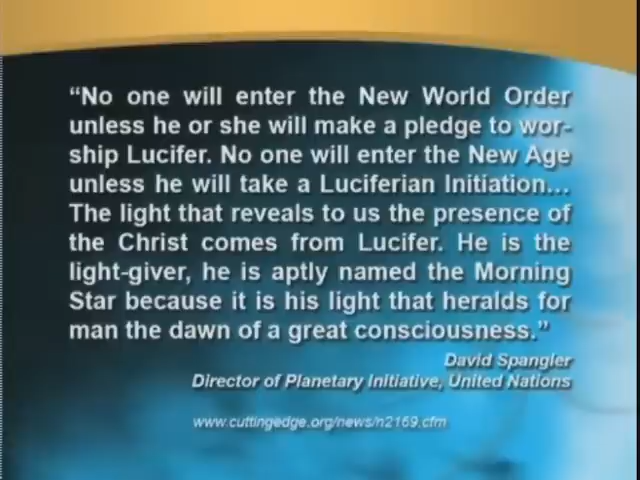 “No one will enter the New World Order
unless he or she will make a pledge to wor-
ship Lucifer. No one will enter the New Age
unless he will take a Luciferian Initiation...
The light that reveals to us the presence of
the Christ comes from Lucifer. He is the
light-giver, he is aptly named the Morning
Star because it is his light that heralds for
man the dawn of a great consciousness.”
David Spangler
Director of Planetary Initiative, United Nations
www.cuttingedge.org/news/n2169.cfm